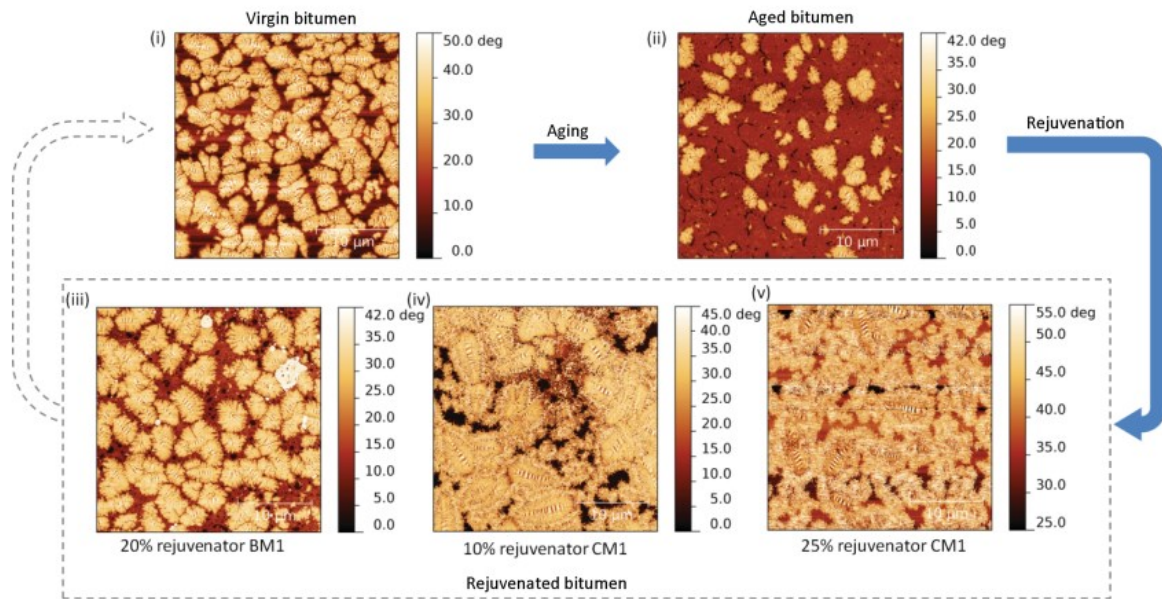 Virgin bitumen
Aged bitumen
(i)
50.0 deg
40.0
30.0
20.0
10.0
0.0
10 µm
Aging
(ii)
42.0 deg
35.0
30.0
25.0
20.0
15.0
10.0
5.0
0.0
10 µm
Rejuvenation
(iii)
42.0 deg
35.0
30.0
25.0
20.0
15.0
10.0
5.0
0.0
10 µm
20% rejuvenator BM1
(iv)
45.0 deg
40.0
35.0
30.0
25.0
20.0
15.0
10.0
5.0
0.0
10 µm
10% rejuvenator CM1
(v)
55.0 deg
50.0
45.0
40.0
35.0
30.0
25.0
10 µm
25% rejuvenator CM1
Rejuvenated bitumen